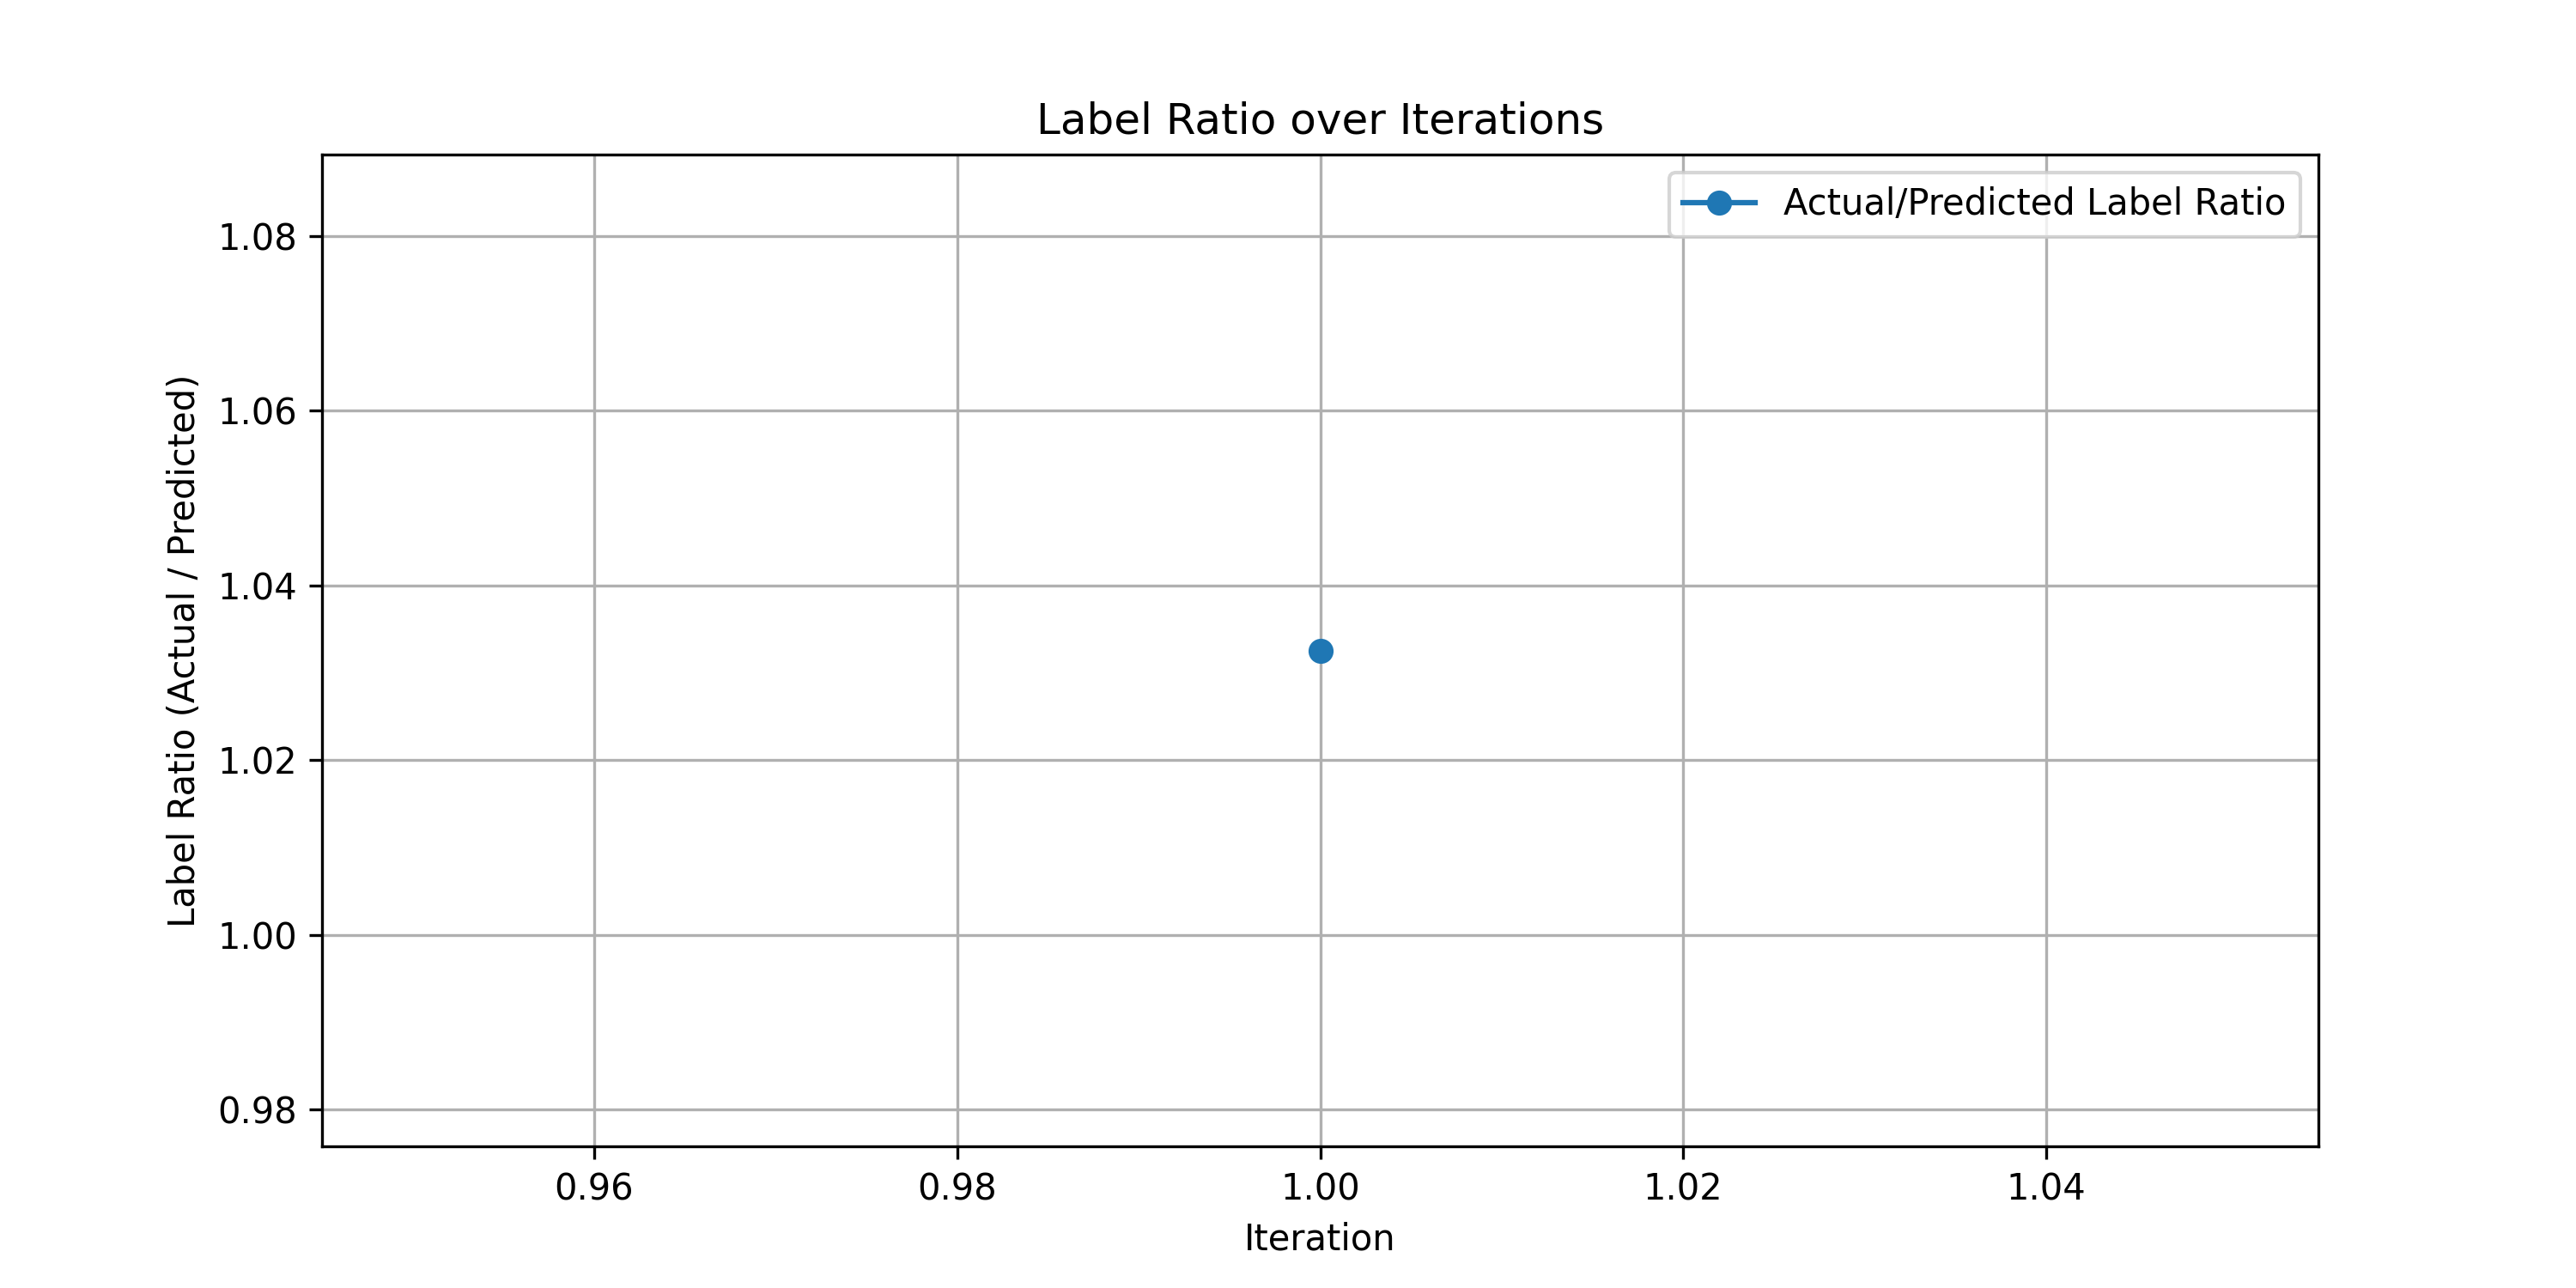 Label Ratio over Iterations
Actual/Predicted Label Ratio
Label Ratio (Actual / Predicted)
1.08
1.06
1.04
1.02
1.00
0.98
0.96 0.98 1.00 1.02 1.04
Iteration